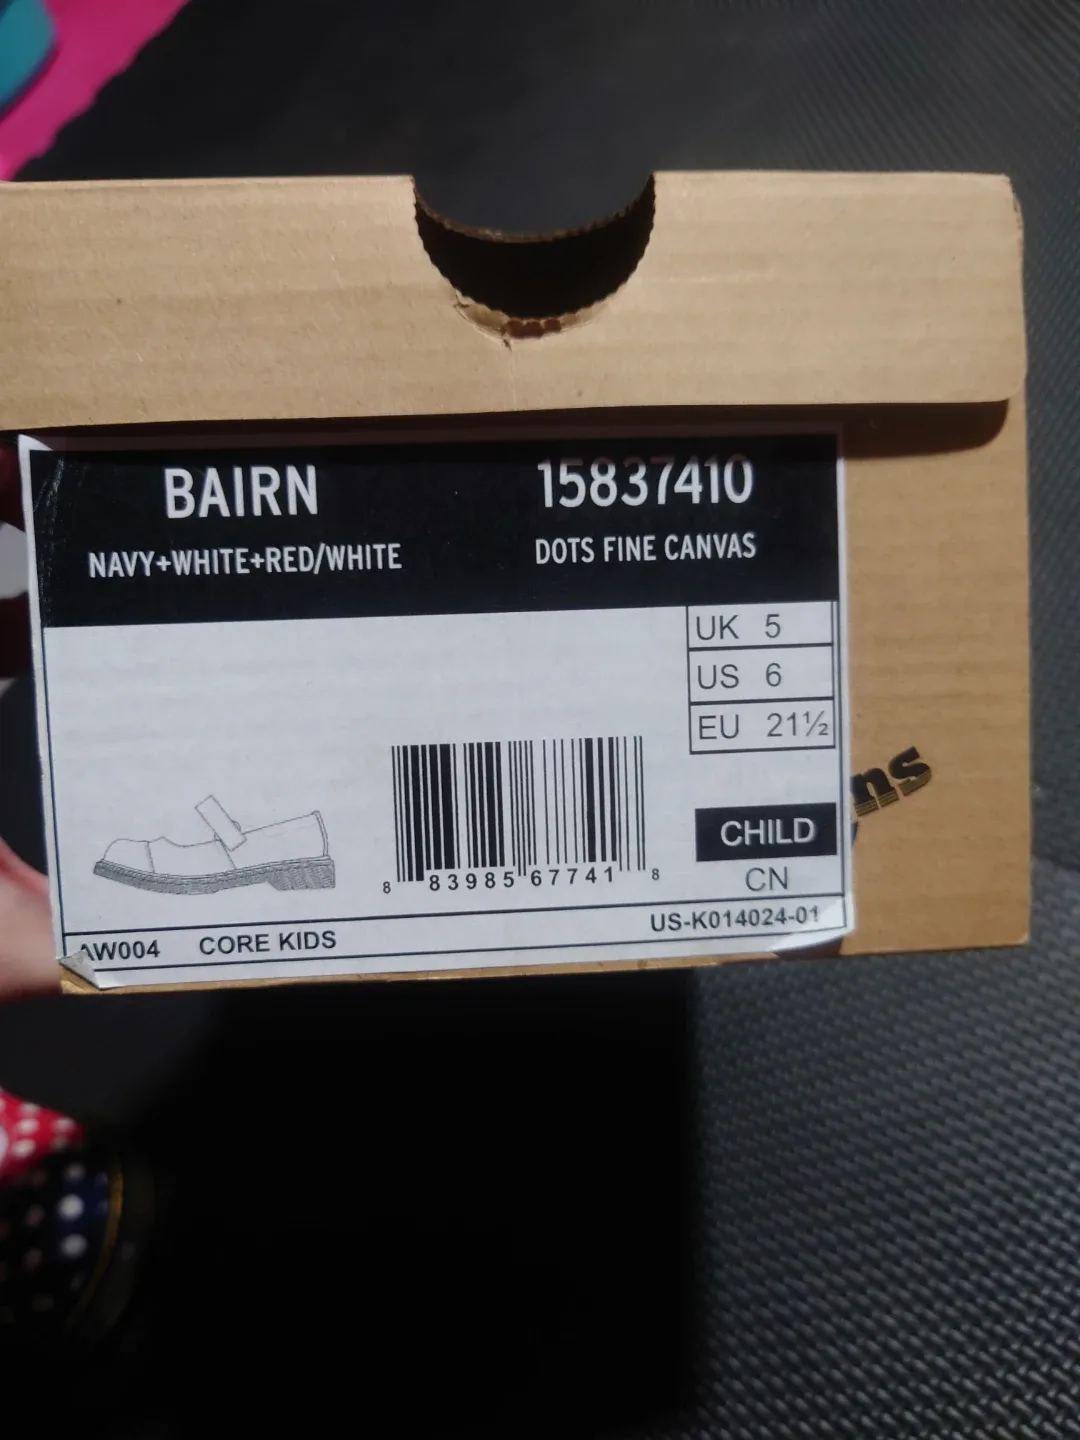 BAIRN 15837410
NAVY+WHITE+RED/WHITE DOTS FINE CANVAS
UK 5
US 6
EU 21½
ns
CHILD
CN
8 83985 67741 8
US-K014024-01
AW004 CORE KIDS